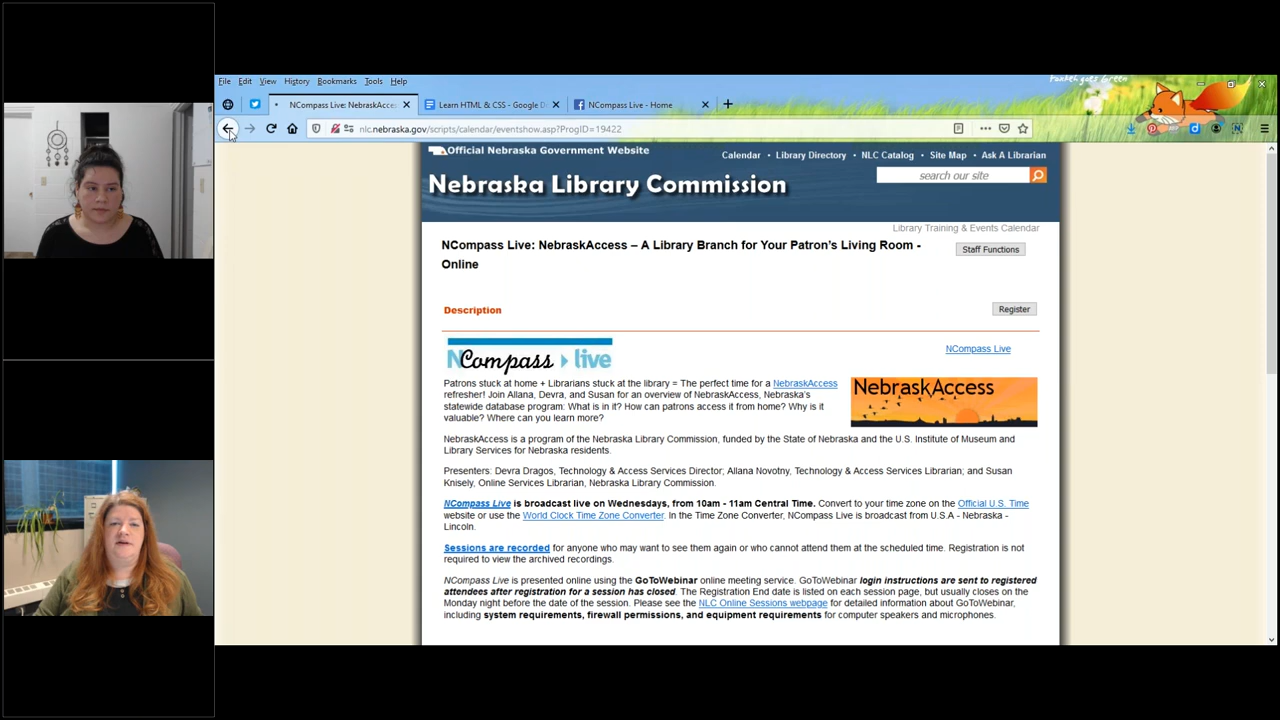 foxkeh goes Green
File Edit View History Bookmarks Tools Help
NCompass Live: NebraskAcces
Learn HTML & CSS - Google D
NCompass Live - Home
nlc.nebraska.gov/scripts/calendar/eventshow.asp?ProgID=19422
Official Nebraska Government Website
Calendar • Library Directory • NLC Catalog • Site Map • Ask A Librarian
Nebraska Library Commission
search our site
Library Training & Events Calendar
NCompass Live: NebraskAccess – A Library Branch for Your Patron's Living Room -
Online
Staff Functions
Description
Register
NCompass live
NCompass Live
Patrons stuck at home + Librarians stuck at the library = The perfect time for a NebraskAccess
refresher! Join Allana, Devra, and Susan for an overview of NebraskAccess, Nebraska's
statewide database program: What is in it? How can patrons access it from home? Why is it
valuable? Where can you learn more?
NebraskAccess
NebraskAccess is a program of the Nebraska Library Commission, funded by the State of Nebraska and the U.S. Institute of Museum and
Library Services for Nebraska residents.
Presenters: Devra Dragos, Technology & Access Services Director; Allana Novotny, Technology & Access Services Librarian; and Susan
Knisely, Online Services Librarian, Nebraska Library Commission.
NCompass Live is broadcast live on Wednesdays, from 10am - 11am Central Time. Convert to your time zone on the Official U.S. Time
website or use the World Clock Time Zone Converter. In the Time Zone Converter, NCompass Live is broadcast from U.S.A - Nebraska -
Lincoln.
Sessions are recorded for anyone who may want to see them again or who cannot attend them at the scheduled time. Registration is not
required to view the archived recordings.
NCompass Live is presented online using the GoToWebinar online meeting service. GoToWebinar login instructions are sent to registered
attendees after registration for a session has closed. The Registration End date is listed on each session page, but usually closes on the
Monday night before the date of the session. Please see the NLC Online Sessions webpage for detailed information about GoToWebinar,
including system requirements, firewall permissions, and equipment requirements for computer speakers and microphones.